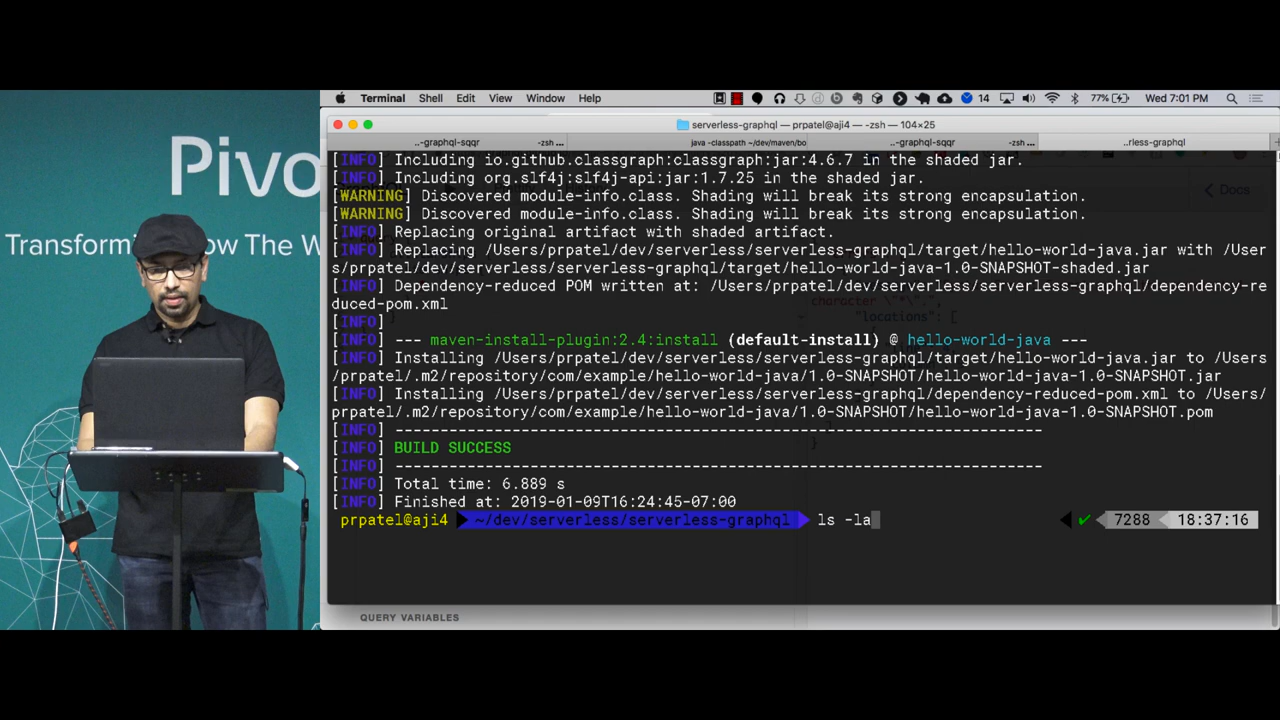 Pivo
Transformi
ow The W
Terminal Shell Edit View Window Help
14
77%
Wed 7:01 PM
serverless-graphql — prpatel@aji4 — -zsh — 104×25
..-graphql-sqqr -zsh ...
java -classpath ~/dev/maven/bo
..-graphql-sqqr -zsh ...
..rless-graphql
[INFO] Including io.github.classgraph:classgraph:jar:4.6.7 in the shaded jar.
[INFO] Including org.slf4j:slf4j-api:jar:1.7.25 in the shaded jar.
[WARNING] Discovered module-info.class. Shading will break its strong encapsulation.
[WARNING] Discovered module-info.class. Shading will break its strong encapsulation.
[INFO] Replacing original artifact with shaded artifact.
[INFO] Replacing /Users/prpatel/dev/serverless/serverless-graphql/target/hello-world-java.jar with /User
s/prpatel/dev/serverless/serverless-graphql/target/hello-world-java-1.0-SNAPSHOT-shaded.jar
[INFO] Dependency-reduced POM written at: /Users/prpatel/dev/serverless/serverless-graphql/dependency-re
duced-pom.xml
[INFO]
[INFO] --- maven-install-plugin:2.4:install (default-install) @ hello-world-java ---
[INFO] Installing /Users/prpatel/dev/serverless/serverless-graphql/target/hello-world-java.jar to /Users
/prpatel/.m2/repository/com/example/hello-world-java/1.0-SNAPSHOT/hello-world-java-1.0-SNAPSHOT.jar
[INFO] Installing /Users/prpatel/dev/serverless/serverless-graphql/dependency-reduced-pom.xml to /Users/
prpatel/.m2/repository/com/example/hello-world-java/1.0-SNAPSHOT/hello-world-java-1.0-SNAPSHOT.pom
[INFO] ------------------------------------------------------------------------
[INFO] BUILD SUCCESS
[INFO] ------------------------------------------------------------------------
[INFO] Total time: 6.889 s
[INFO] Finished at: 2019-01-09T16:24:45-07:00
prpatel@aji4 ~/dev/serverless/serverless-graphql ls -la ✔ 7288 18:37:16
Docs
character \"*\".",
"locations": [
QUERY VARIABLES